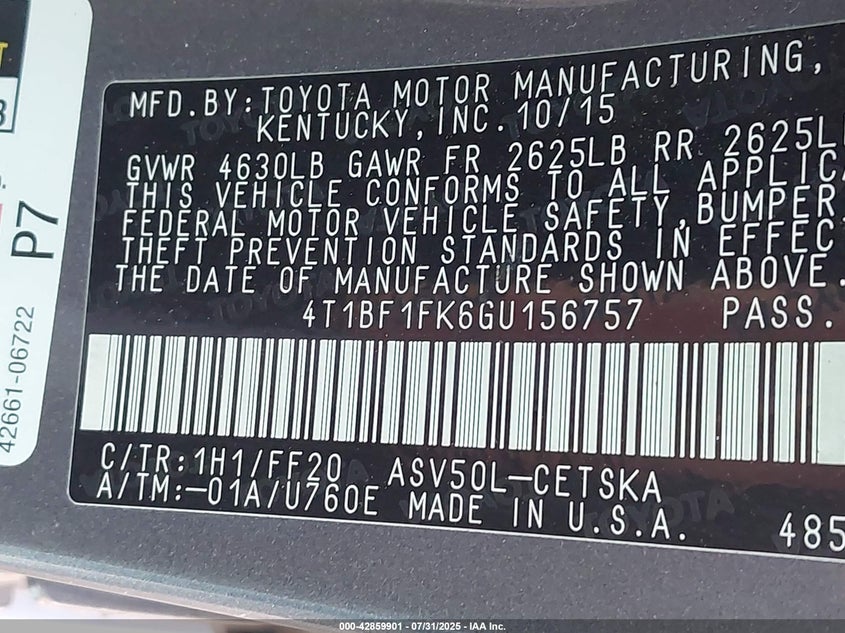 MFD.BY:TOYOTA MOTOR MANUFACTURING,
KENTUCKY,INC.10/15
GVWR 4630LB GAWR FR 2625LB RR 2625L
THIS VEHICLE CONFORMS TO ALL APPLIC
FEDERAL MOTOR VEHICLE SAFETY,BUMPER
THEFT PREVENTION STANDARDS IN EFFEC
THE DATE OF MANUFACTURE SHOWN ABOVE.
4T1BF1FK6GU156757 PASS.
C/TR:1H1/FF20 ASV50L-CETSKA
A/TM:-01A/U760E MADE IN U.S.A. 485
P7
42661-06722
000-42859901 - 07/31/2025 - IAA Inc.